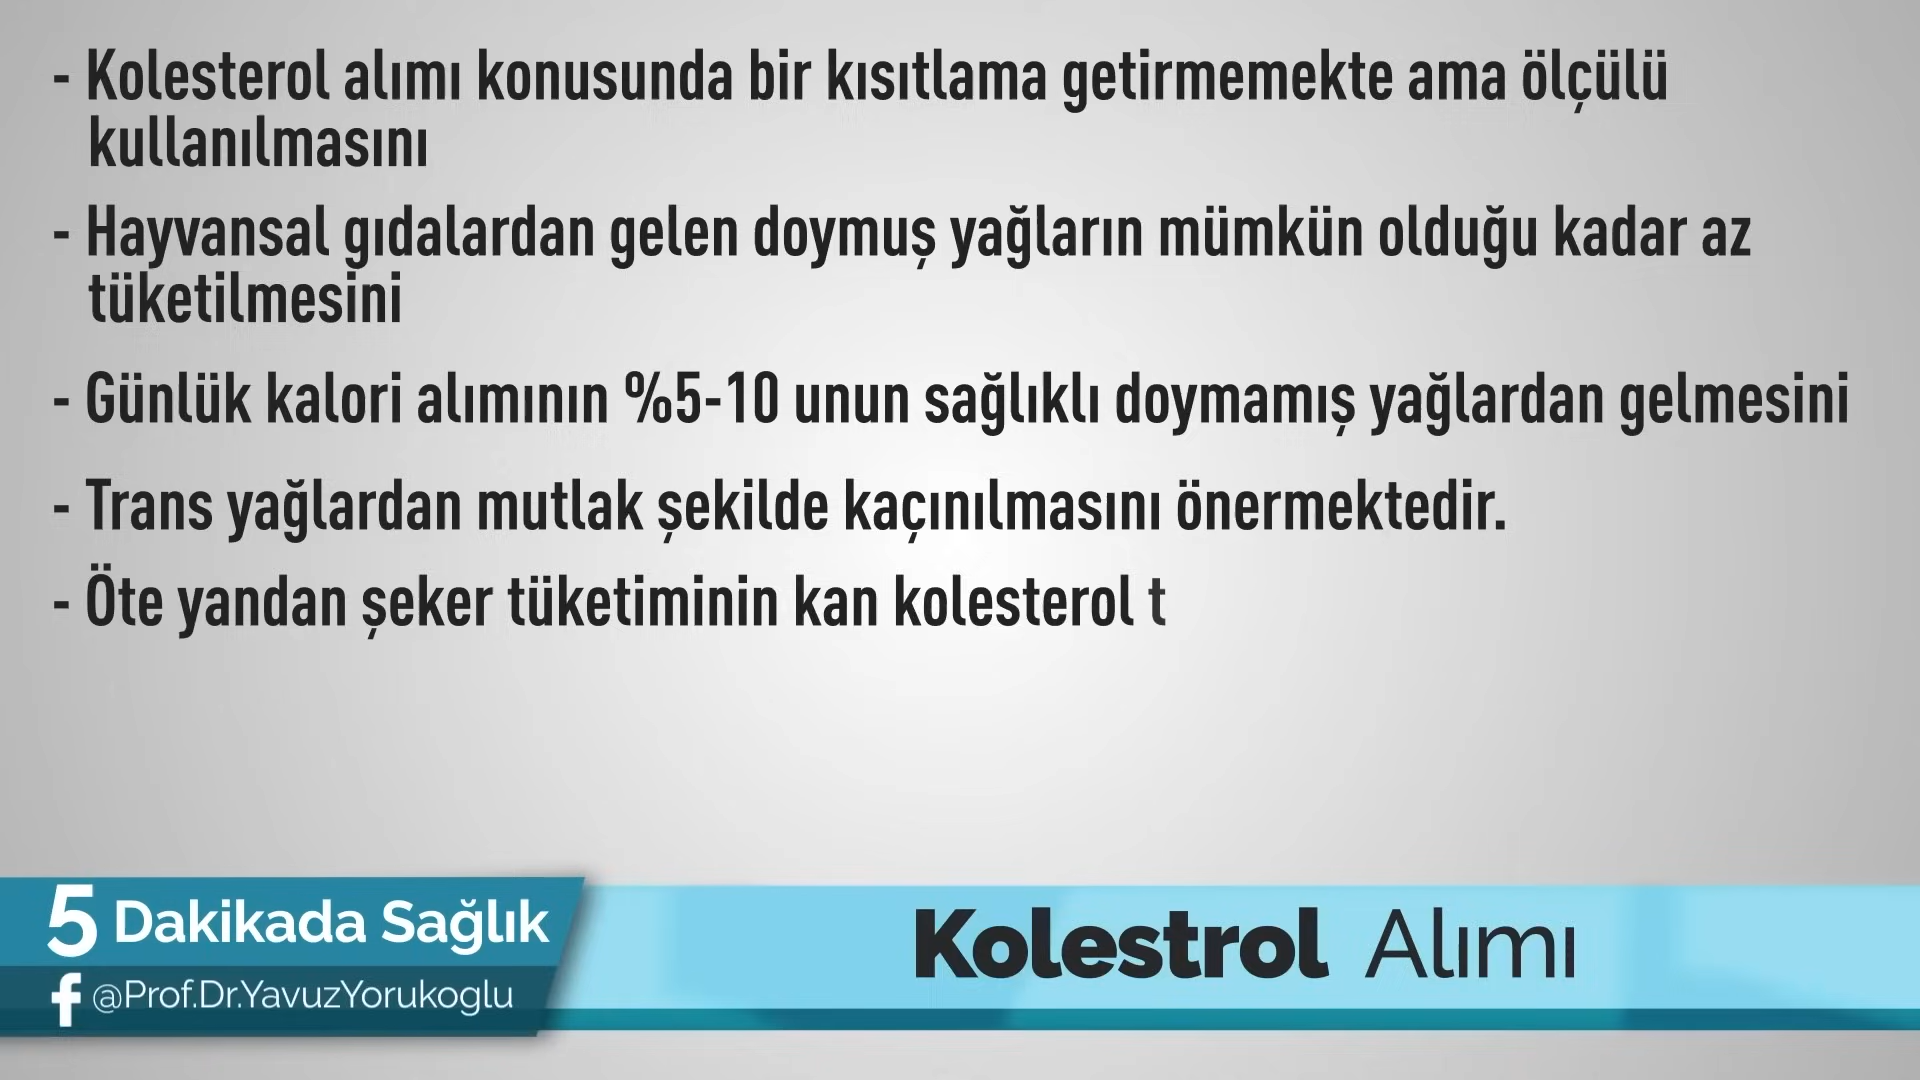 - Kolesterol alımı konusunda bir kısıtlama getirmemekte ama ölçülü
kullanılmasını
- Hayvansal gıdalardan gelen doymuş yağların mümkün olduğu kadar az
tüketilmesini
- Günlük kalori alımının %5-10 unun sağlıklı doymamış yağlardan gelmesini
- Trans yağlardan mutlak şekilde kaçınılmasını önermektedir.
- Öte yandan şeker tüketiminin kan kolesterol t
5 Dakikada Sağlık
f @Prof.Dr.YavuzYorukoglu
Kolestrol Alımı